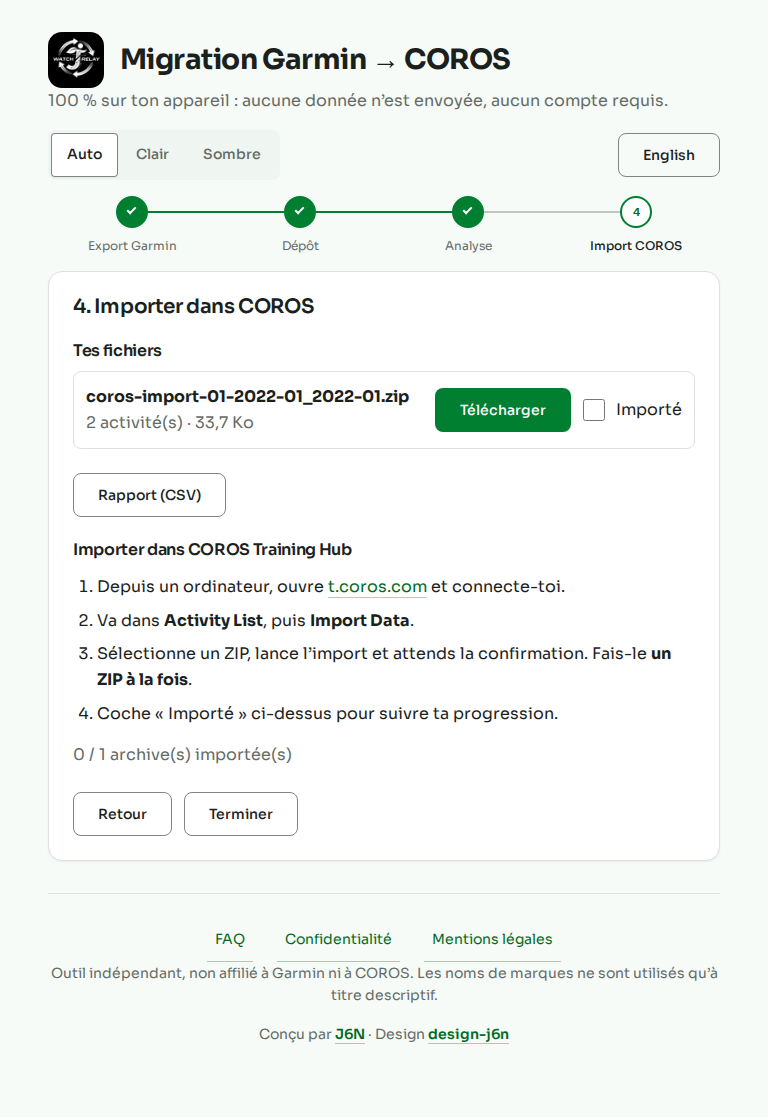 WATCH RELAY
Migration Garmin → COROS
100 % sur ton appareil : aucune donnée n’est envoyée, aucun compte requis.
Auto Clair Sombre English
4
Export Garmin Dépôt Analyse Import COROS
4. Importer dans COROS
Tes fichiers
coros-import-01-2022-01_2022-01.zip
2 activité(s) · 33,7 Ko
Télécharger Importé
Rapport (CSV)
Importer dans COROS Training Hub
1. Depuis un ordinateur, ouvre t.coros.com et connecte-toi.
2. Va dans Activity List, puis Import Data.
3. Sélectionne un ZIP, lance l’import et attends la confirmation. Fais-le un
ZIP à la fois.
4. Coche « Importé » ci-dessus pour suivre ta progression.
0 / 1 archive(s) importée(s)
Retour Terminer
FAQ Confidentialité Mentions légales
Outil indépendant, non affilié à Garmin ni à COROS. Les noms de marques ne sont utilisés qu’à
titre descriptif.
Conçu par J6N · Design design-j6n